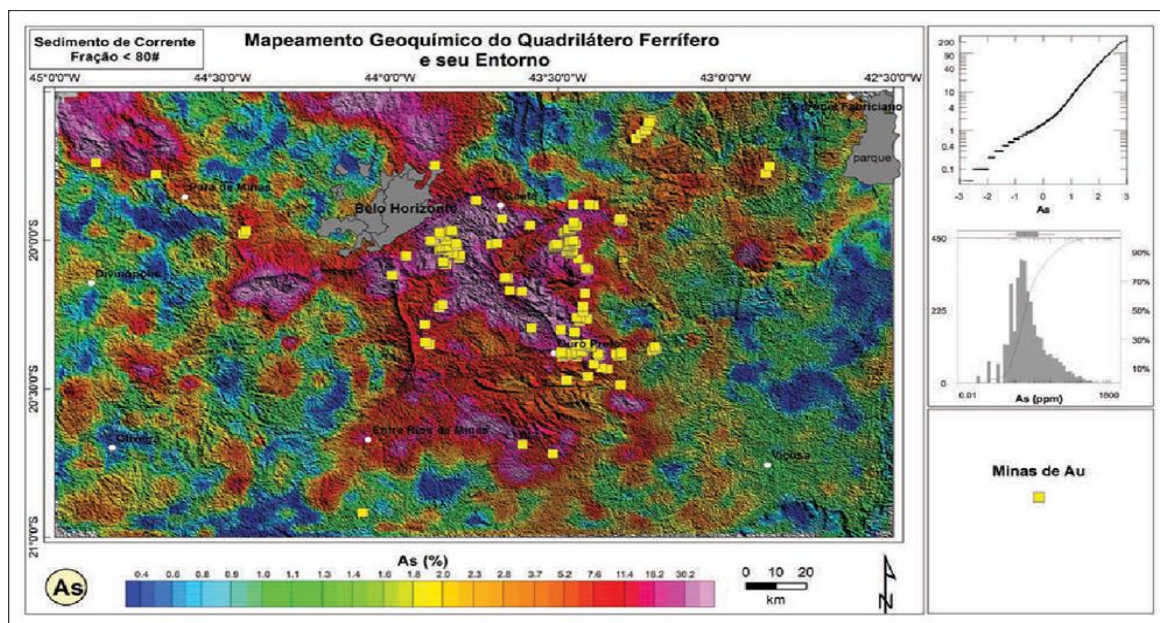 Sedimento de Corrente
Fração < 80#
Mapeamento Geoquímico do Quadrilátero Ferrífero
e seu Entorno
45°0'0"W
44°30'0"W
44°0'0"W
43°30'0"W
43°0'0"W
42°30'0"W
Coronel Fabriciano
parque
Pará de Minas
Belo Horizonte
Caeté
20°0'0"S
Divinópolis
Ouro Preto
20°30'0"S
Entre Rios de Minas
Oliveira
Viçosa
21°0'0"S
As
As (%)
0.4 0.6 0.8 0.9 1.0 1.1 1.3 1.6 2.0 2.3 2.8 3.7 5.2 7.6 11.4 18.2 30.2
0 10 20
km
N
200
90
40
10
4
1
0.4
0.1
-3 -2 -1 0 1 2 3
As
450
225
0
90%
70%
50%
30%
10%
0.01
As (ppm)
1800
Minas de Au